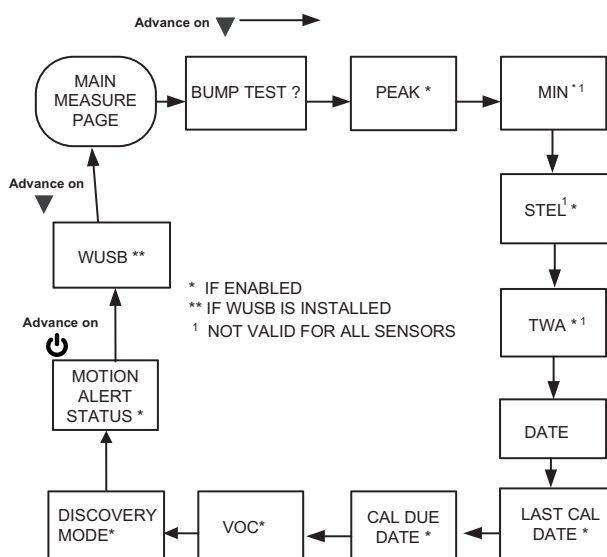 Advance on
MAIN
MEASURE
PAGE
BUMP TEST ?
PEAK *
MIN * 1
STEL 1 *
TWA * 1
DATE
LAST CAL
DATE *
CAL DUE
DATE *
VOC*
DISCOVERY
MODE*
MOTION
ALERT
STATUS *
Advance on
WUSB **
Advance on
* IF ENABLED
** IF WUSB IS INSTALLED
1 NOT VALID FOR ALL SENSORS